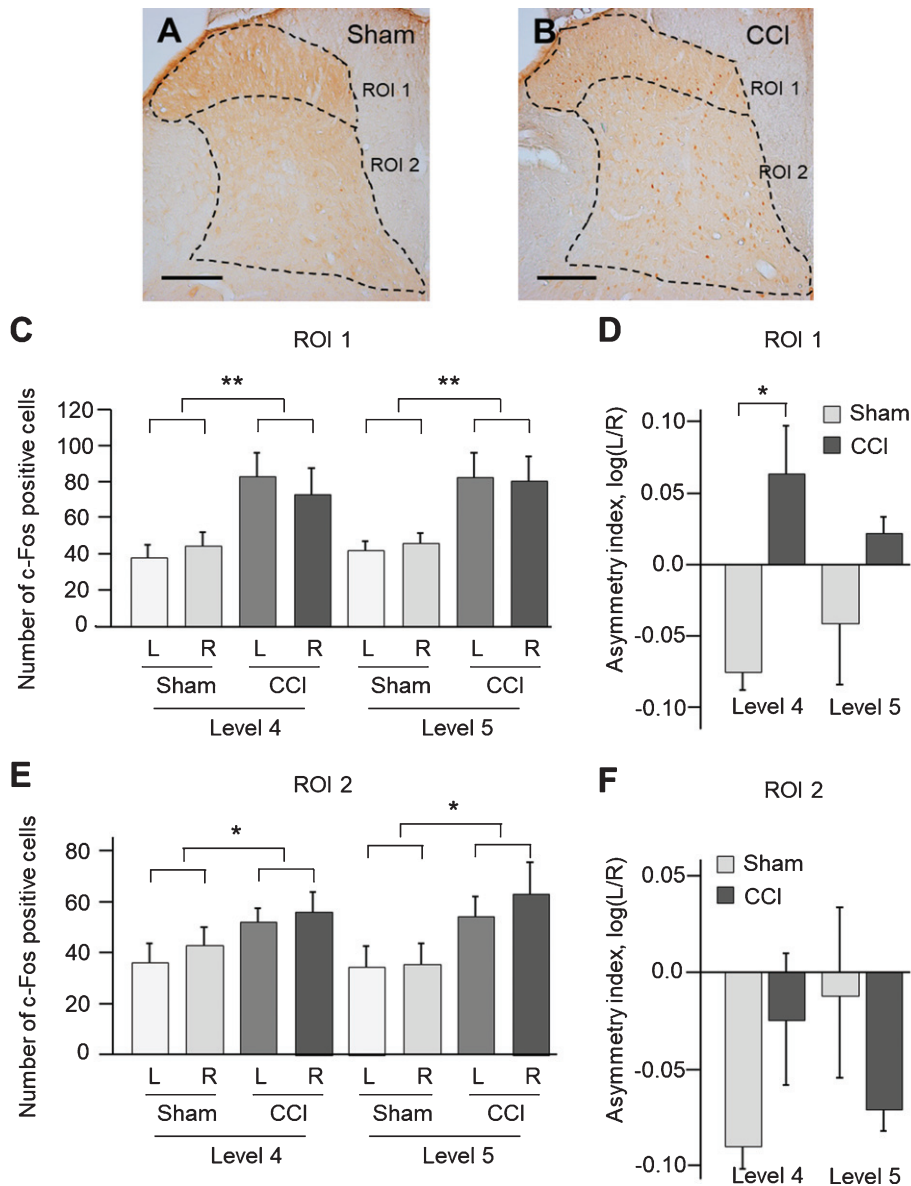 A Sham
ROI 1
ROI 2
B CCI
ROI 1
ROI 2
C ROI 1
Number of c-Fos positive cells
120
100
80
60
40
20
0
** **
L R L R L R L R
Sham CCI Sham CCI
Level 4 Level 5
D ROI 1
Asymmetry index, log(L/R)
0.10
0.05
0.0
-0.05
-0.10
*
Sham
CCI
Level 4 Level 5
E ROI 2
Number of c-Fos positive cells
80
60
40
20
0
* *
L R L R L R L R
Sham CCI Sham CCI
Level 4 Level 5
F ROI 2
Asymmetry index, log(L/R)
0.05
0.0
-0.05
-0.10
Sham
CCI
Level 4 Level 5